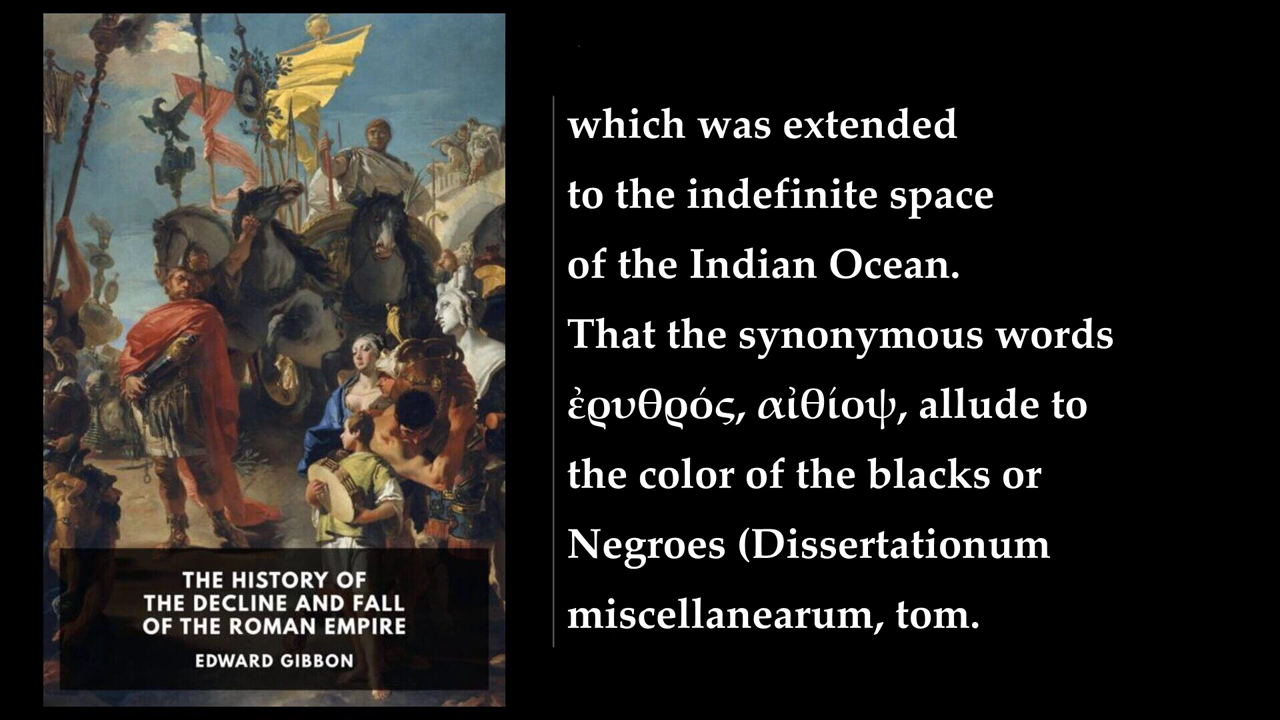 THE HISTORY OF
THE DECLINE AND FALL
OF THE ROMAN EMPIRE
EDWARD GIBBON
which was extended
to the indefinite space
of the Indian Ocean.
That the synonymous words
ἐρυθρός, αἰθίοψ, allude to
the color of the blacks or
Negroes (Dissertationum
miscellanearum, tom.